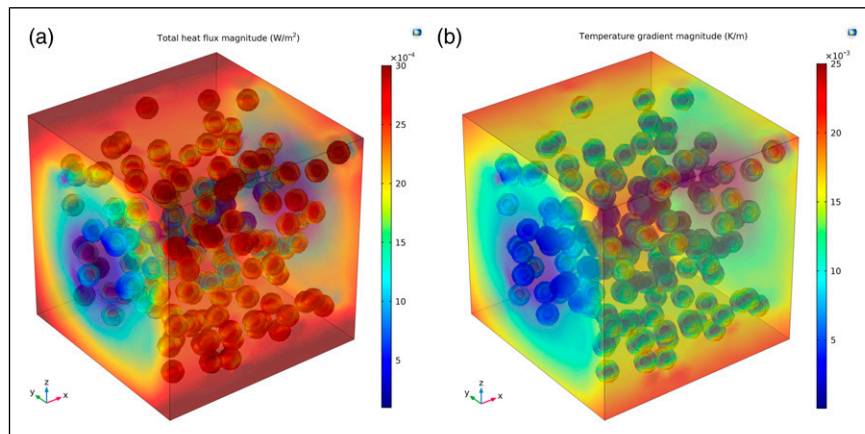 (a)
Total heat flux magnitude (W/m²)
×10⁻⁴
30
25
20
15
10
5
z
y
x
(b)
Temperature gradient magnitude (K/m)
×10⁻³
25
20
15
10
5
z
y
x